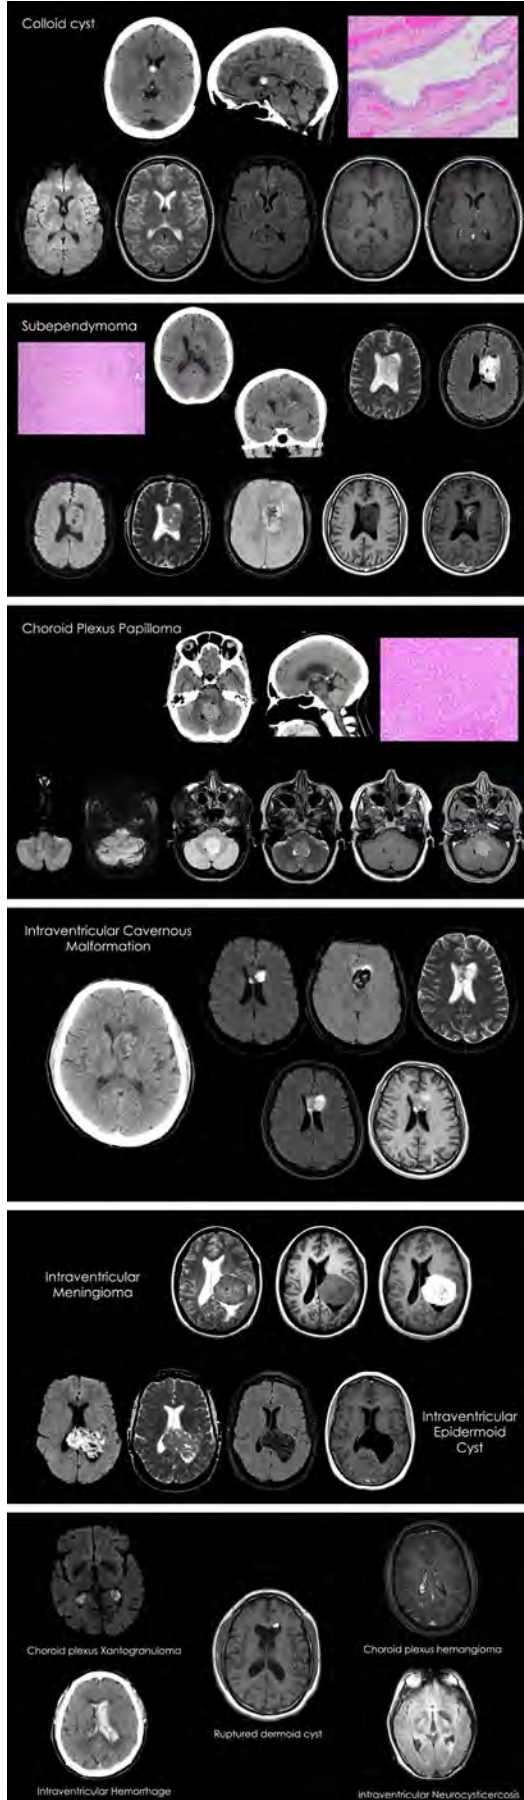 Colloid cyst
Subependymoma
Choroid Plexus Papilloma
Intraventricular Cavernous
Malformation
Intraventricular
Meningioma
Intraventricular
Epidermoid
Cyst
Choroid plexus Xantogranuloma
Choroid plexus hemangioma
Ruptured dermoid cyst
Intraventricular Hemorrhage
Intraventricular Neurocysticercosis